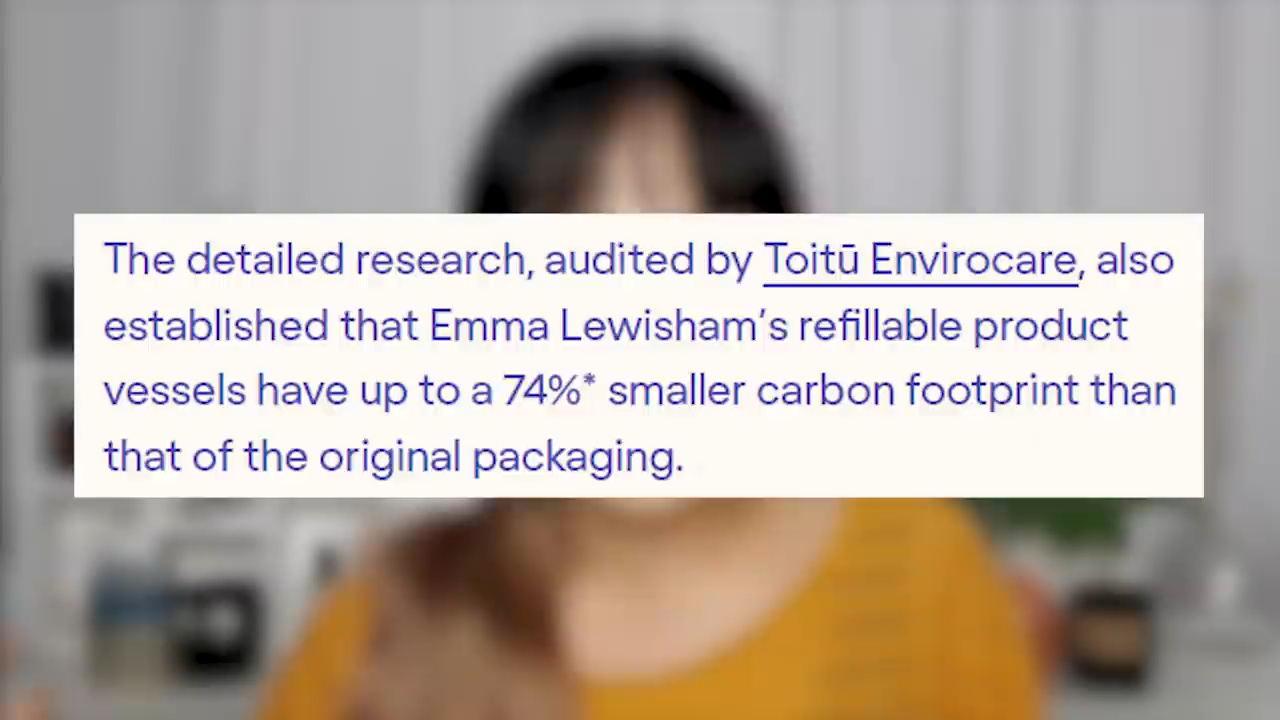 The detailed research, audited by Toitū Envirocare, also
established that Emma Lewisham’s refillable product
vessels have up to a 74%* smaller carbon footprint than
that of the original packaging.